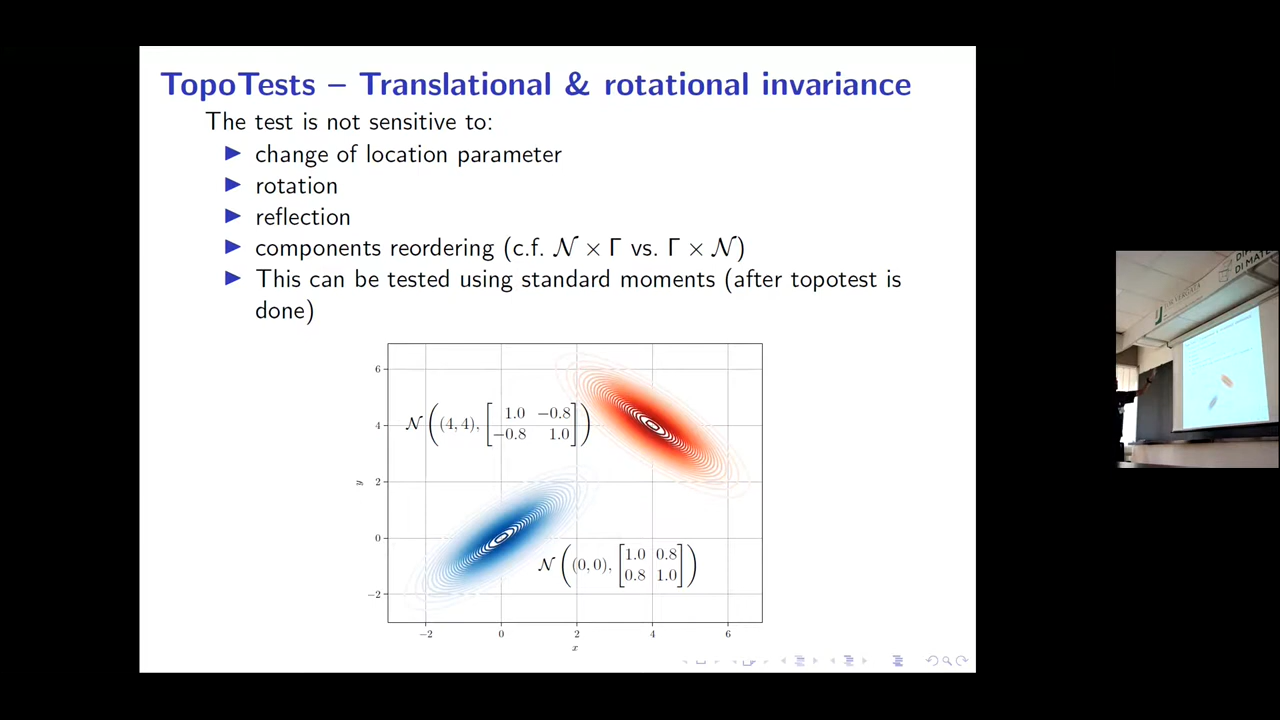 TopoTests – Translational & rotational invariance
The test is not sensitive to:
▶ change of location parameter
▶ rotation
▶ reflection
▶ components reordering (c.f. 𝒩 × Γ vs. Γ × 𝒩)
▶ This can be tested using standard moments (after topotest is
done)
6
4
2
0
−2
y
𝒩 ( (4, 4), [ 1.0 −0.8
−0.8 1.0 ] )
𝒩 ( (0, 0), [ 1.0 0.8
0.8 1.0 ] )
−2 0 2 4 6
x